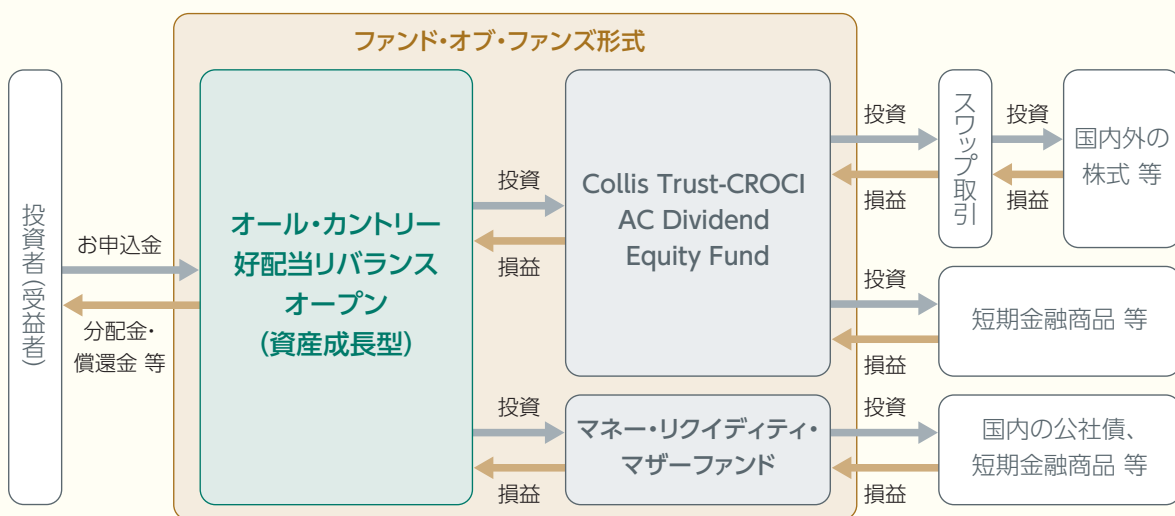 ファンド・オブ・ファンズ形式
投資者(受益者)
お申込金
分配金・
償還金 等
オール・カントリー
好配当リバランス
オープン
(資産成長型)
投資
損益
Collis Trust-CROCI
AC Dividend
Equity Fund
投資
損益
スワップ取引
投資
損益
国内外の
株式 等
投資
損益
短期金融商品 等
投資
損益
マネー・リクイディティ・
マザーファンド
投資
損益
国内の公社債、
短期金融商品 等